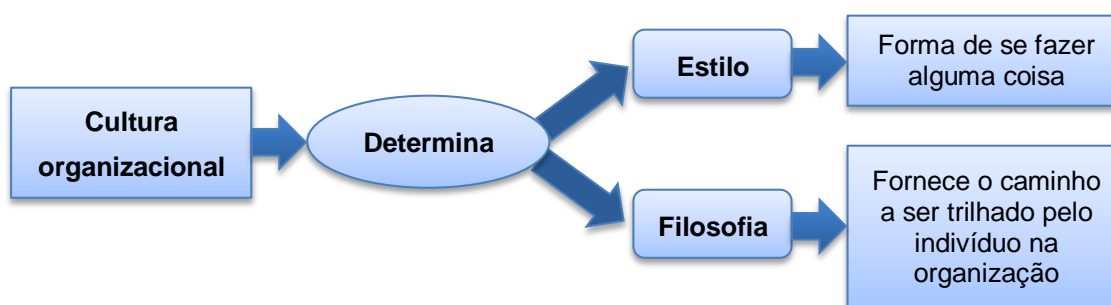 Cultura
organizacional
Determina
Estilo
Forma de se fazer
alguma coisa
Filosofia
Fornece o caminho
a ser trilhado pelo
indivíduo na
organização